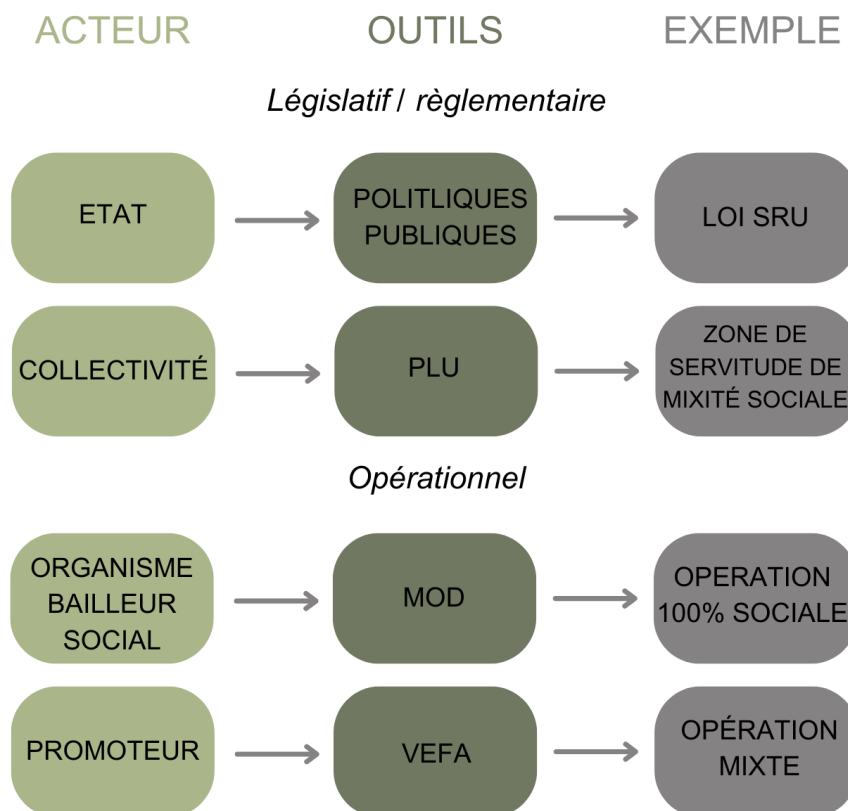 ACTEUR OUTILS EXEMPLE
Législatif / règlementaire
ETAT
POLITLIQUES
PUBLIQUES
LOI SRU
COLLECTIVITÉ
PLU
ZONE DE
SERVITUDE DE
MIXITÉ SOCIALE
Opérationnel
ORGANISME
BAILLEUR
SOCIAL
MOD
OPERATION
100% SOCIALE
PROMOTEUR
VEFA
OPÉRATION
MIXTE